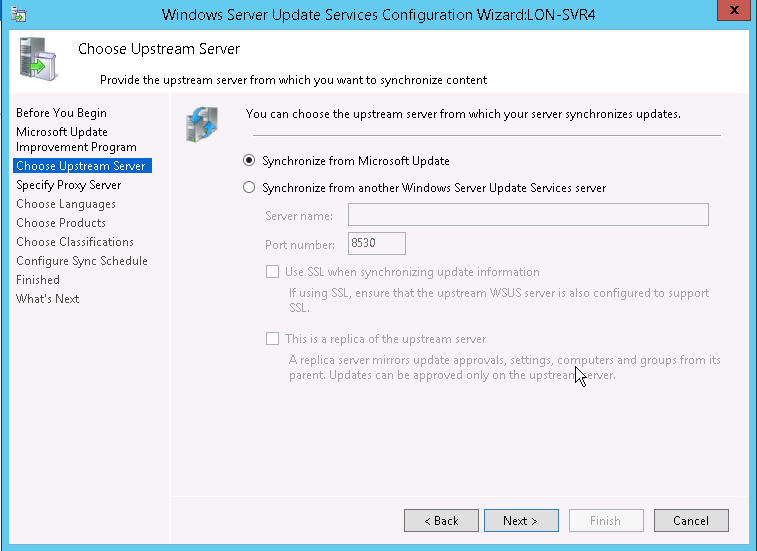 Windows Server Update Services Configuration Wizard:LON-SVR4
x
Choose Upstream Server
Provide the upstream server from which you want to synchronize content
Before You Begin
Microsoft Update
Improvement Program
Choose Upstream Server
Specify Proxy Server
Choose Languages
Choose Products
Choose Classifications
Configure Sync Schedule
Finished
What's Next
You can choose the upstream server from which your server synchronizes updates.
Synchronize from Microsoft Update
Synchronize from another Windows Server Update Services server
Server name:
Port number: 8530
Use SSL when synchronizing update information
If using SSL, ensure that the upstream WSUS server is also configured to support
SSL.
This is a replica of the upstream server
A replica server mirrors update approvals, settings, computers and groups from its
parent. Updates can be approved only on the upstream server.
< Back
Next >
Finish
Cancel